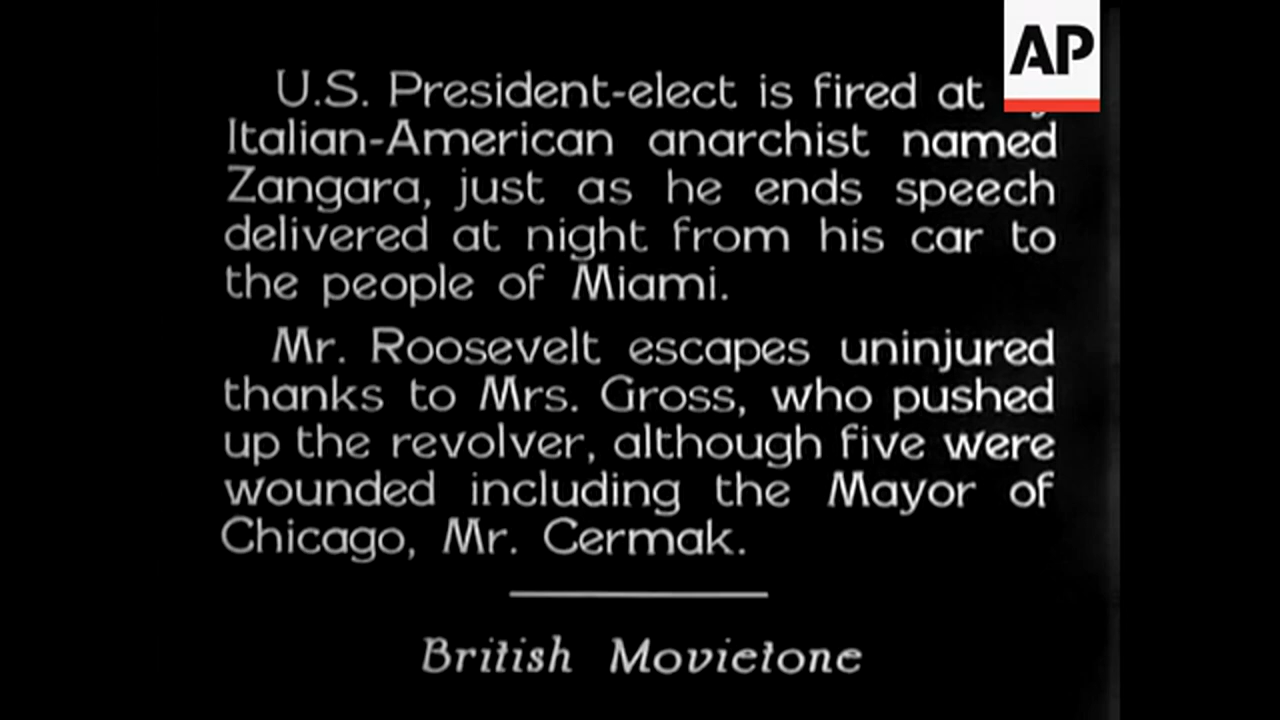 AP
U.S. President-elect is fired at
Italian-American anarchist named
Zangara, just as he ends speech
delivered at night from his car to
the people of Miami.
Mr. Roosevelt escapes uninjured
thanks to Mrs. Gross, who pushed
up the revolver, although five were
wounded including the Mayor of
Chicago, Mr. Cermak.
British Movietone